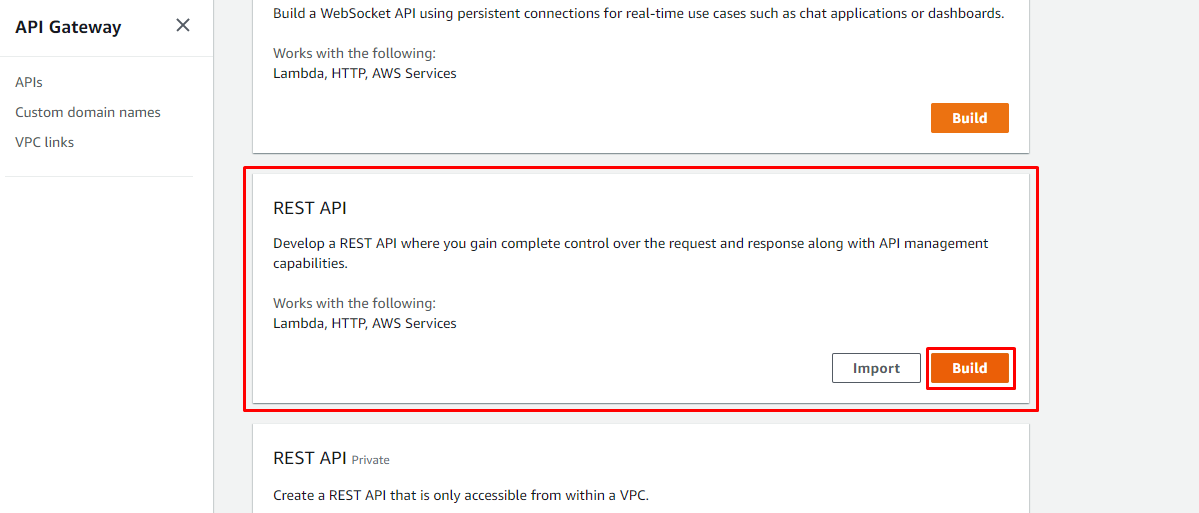 API Gateway
APIs
Custom domain names
VPC links
Build a WebSocket API using persistent connections for real-time use cases such as chat applications or dashboards.
Works with the following:
Lambda, HTTP, AWS Services
Build
REST API
Develop a REST API where you gain complete control over the request and response along with API management
capabilities.
Works with the following:
Lambda, HTTP, AWS Services
Import Build
REST API Private
Create a REST API that is only accessible from within a VPC.